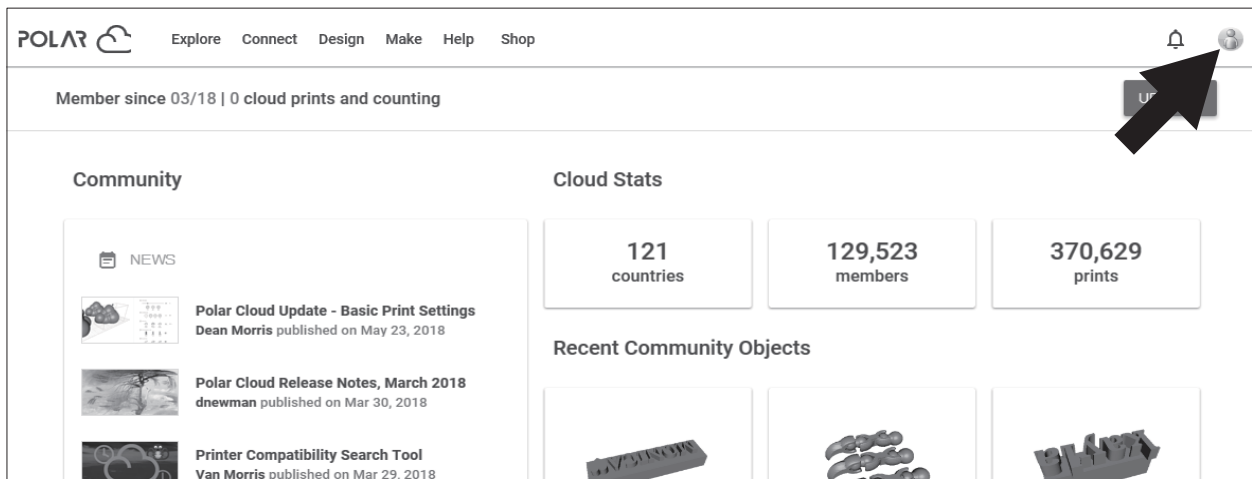 POLAR
Explore Connect Design Make Help Shop
Member since 03/18 | 0 cloud prints and counting
Community
NEWS
Polar Cloud Update - Basic Print Settings
Dean Morris published on May 23, 2018
Polar Cloud Release Notes, March 2018
dnewman published on Mar 30, 2018
Printer Compatibility Search Tool
Van Morris published on Mar 29, 2018
Cloud Stats
121
countries
129,523
members
370,629
prints
Recent Community Objects